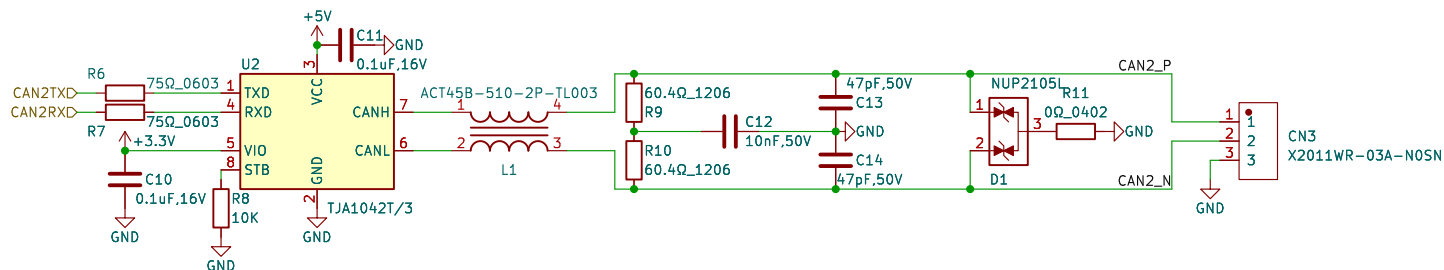 +5V
C11
GND
0.1uF,16V
U2
R6
75Ω_0603
CAN2TX
CAN2RX
75Ω_0603
R7
+3.3V
C10
0.1uF,16V
GND
R8
10K
GND
3
VCC
1
TXD
4
RXD
5
VIO
8
STB
CANH
7
CANL
6
GND
2
TJA1042T/3
GND
ACT45B-510-2P-TL003
1
4
2
3
L1
60.4Ω_1206
R9
R10
60.4Ω_1206
C12
10nF,50V
47pF,50V
C13
GND
C14
47pF,50V
NUP2105L
1
2
3
D1
R11
0Ω_0402
GND
CAN2_P
CAN2_N
1
2
3
1
2
3
CN3
X2011WR-03A-N0SN
GND